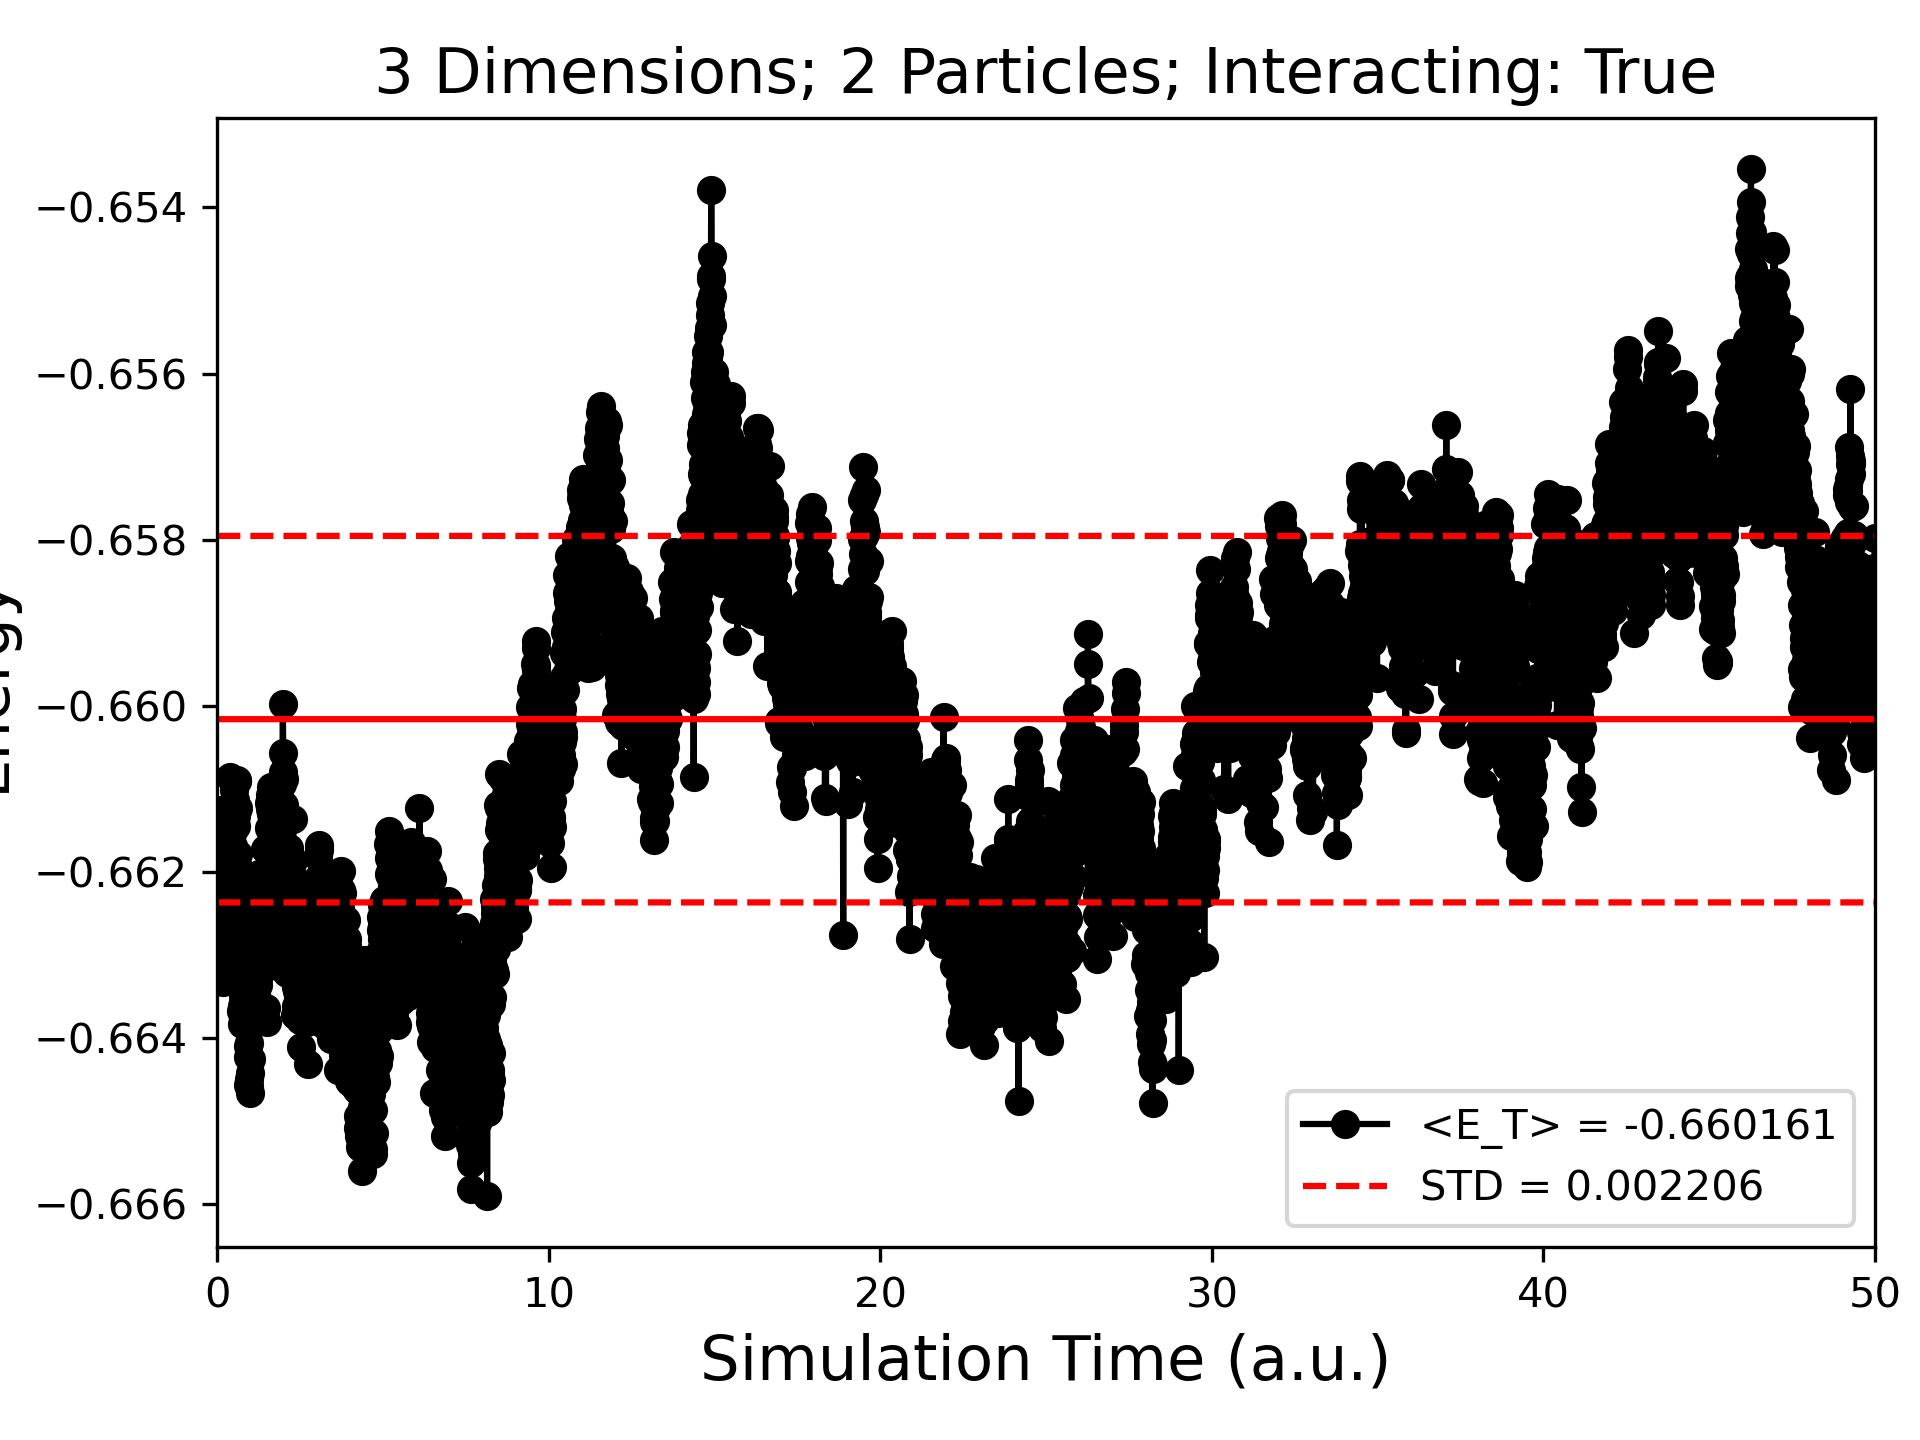 3 Dimensions; 2 Particles; Interacting: True
−0.654
−0.656
−0.658
−0.660
−0.662
−0.664
−0.666
Energy
0 10 20 30 40 50
Simulation Time (a.u.)
<E_T> = -0.660161
STD = 0.002206